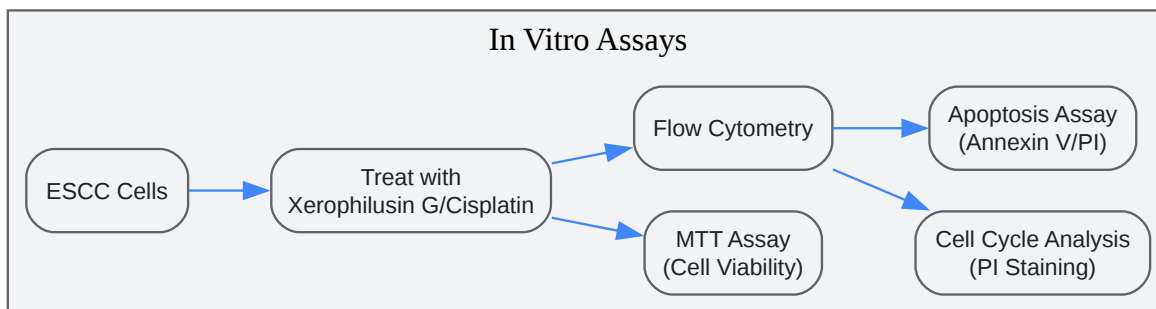 In Vitro Assays
ESCC Cells
Treat with
Xerophilusin G/Cisplatin
Flow Cytometry
MTT Assay
(Cell Viability)
Apoptosis Assay
(Annexin V/PI)
Cell Cycle Analysis
(PI Staining)